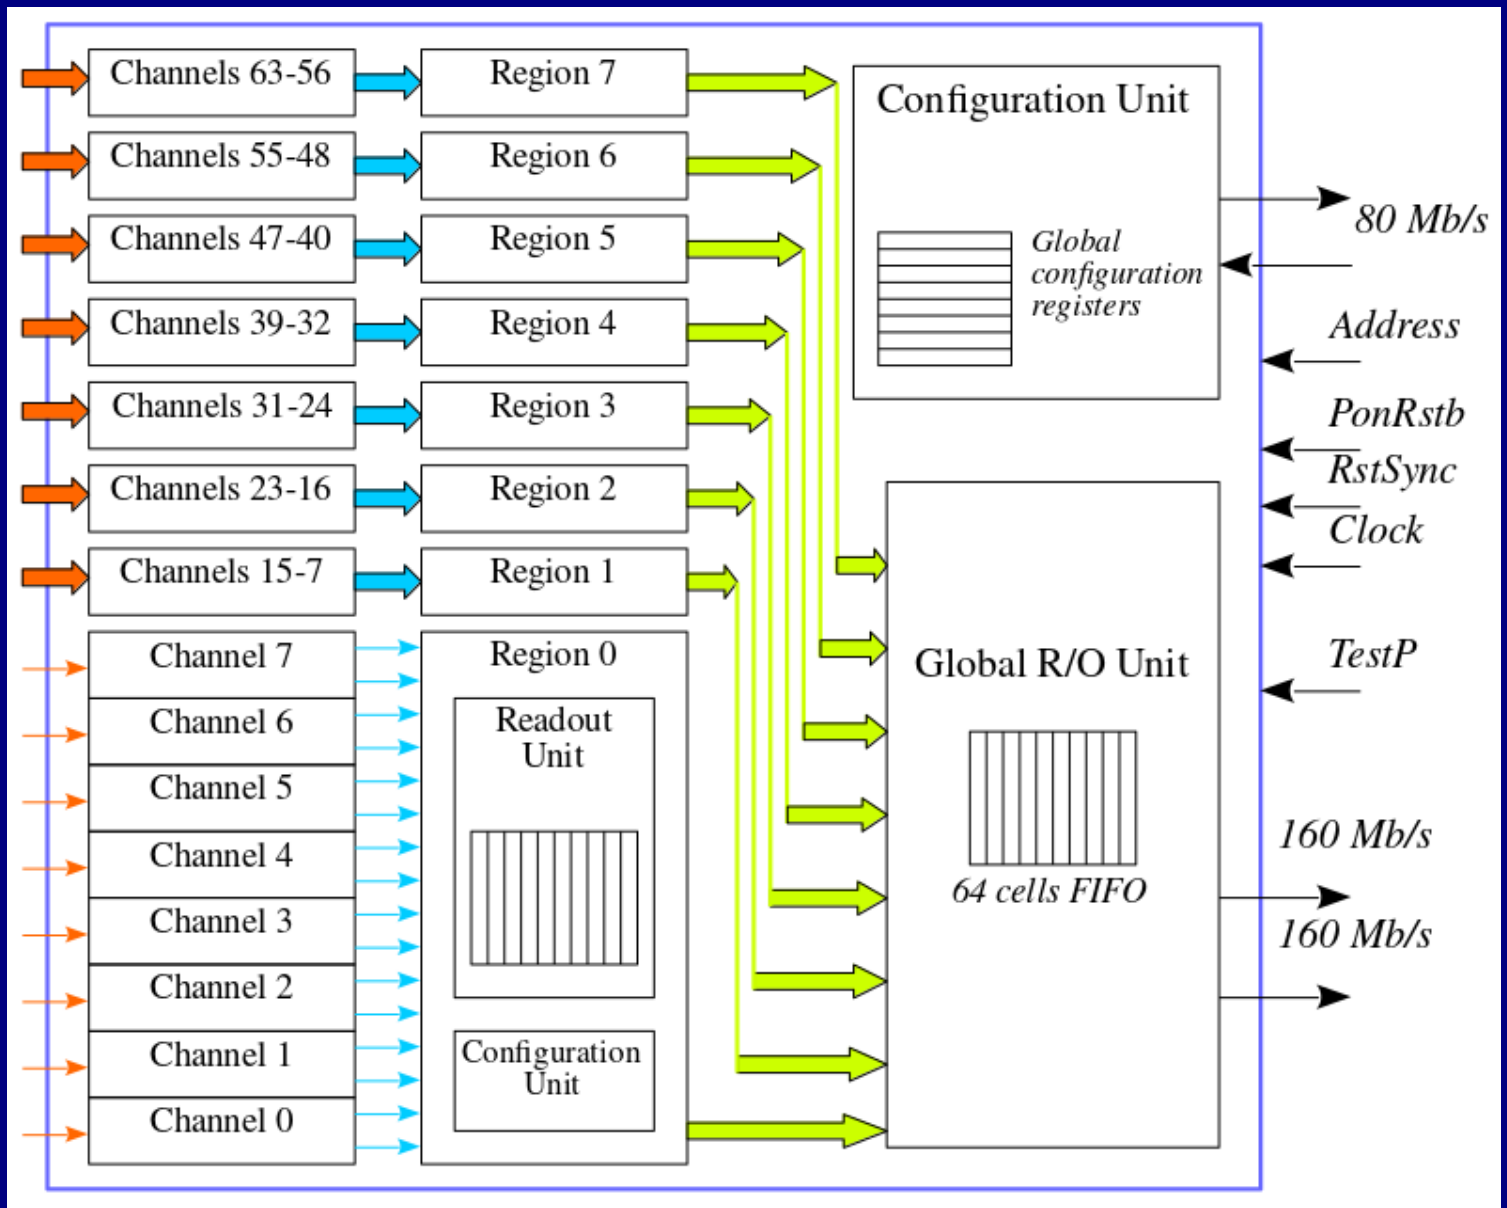 Channels 63-56
Region 7
Channels 55-48
Region 6
Channels 47-40
Region 5
Channels 39-32
Region 4
Channels 31-24
Region 3
Channels 23-16
Region 2
Channels 15-7
Region 1
Channel 7
Channel 6
Channel 5
Channel 4
Channel 3
Channel 2
Channel 1
Channel 0
Region 0
Readout
Unit
Configuration
Unit
Configuration Unit
Global
configuration
registers
Global R/O Unit
64 cells FIFO
80 Mb/s
Address
PonRstb
RstSync
Clock
TestP
160 Mb/s
160 Mb/s